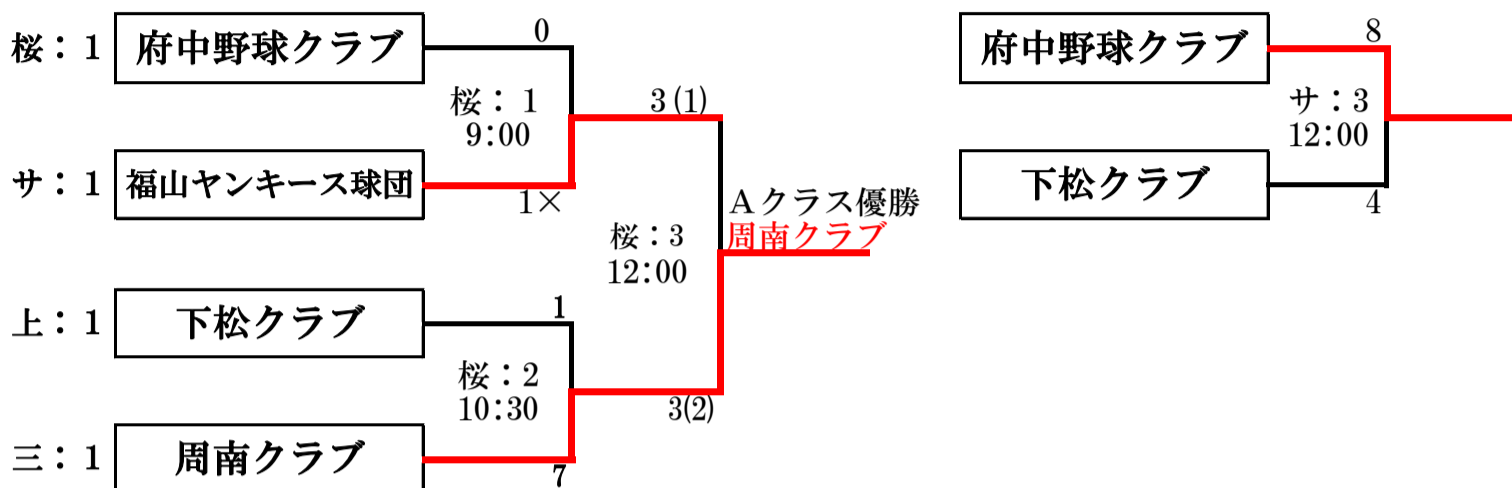 桜：1
府中野球クラブ
0
桜：1
9:00
サ：1
福山ヤンキース球団
1×
3(1)
桜：3
12:00
Aクラス優勝
周南クラブ
上：1
下松クラブ
1
桜：2
10:30
三：1
周南クラブ
7
3(2)
府中野球クラブ
8
サ：3
12:00
下松クラブ
4